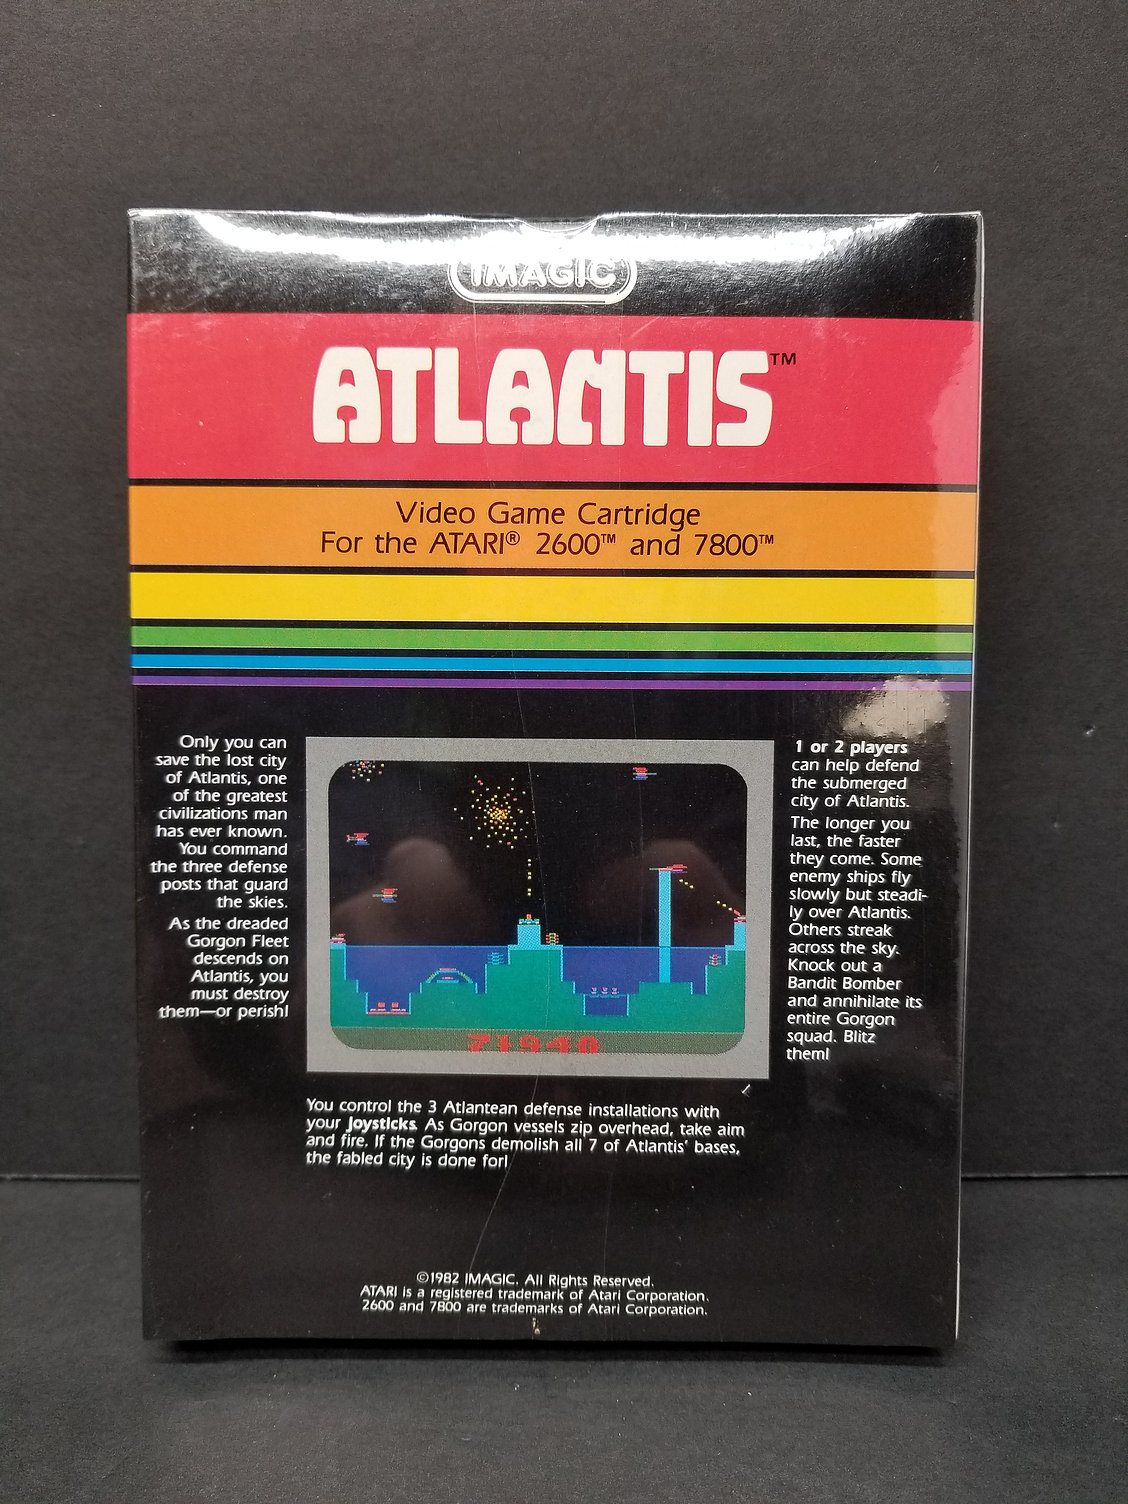 IMAGIC
ATLANTIS™
Video Game Cartridge
For the ATARI® 2600™ and 7800™
Only you can
save the lost city
of Atlantis, one
of the greatest
civilizations man
has ever known.
You command
the three defense
posts that guard
the skies.
As the dreaded
Gorgon Fleet
descends on
Atlantis, you
must destroy
them—or perish!
71940
1 or 2 players
can help defend
the submerged
city of Atlantis.
The longer you
last, the faster
they come. Some
enemy ships fly
slowly but steadi-
ly over Atlantis.
Others streak
across the sky.
Knock out a
Bandit Bomber
and annihilate its
entire Gorgon
squad. Blitz
them!
You control the 3 Atlantean defense installations with
your Joysticks. As Gorgon vessels zip overhead, take aim
and fire. If the Gorgons demolish all 7 of Atlantis' bases,
the fabled city is done for!
©1982 IMAGIC. All Rights Reserved.
ATARI is a registered trademark of Atari Corporation.
2600 and 7800 are trademarks of Atari Corporation.